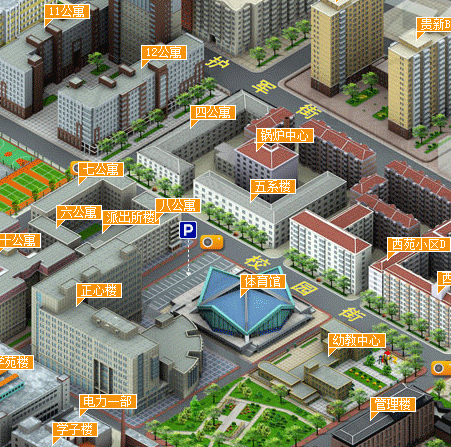 11公寓
贵新B
12公寓
护军街
四公寓
锅炉中心
七公寓
五系楼
八公寓
六公寓
派出所楼
P
十公寓
西苑小区D
校园街
体育馆
西
正心楼
幼教中心
学苑楼
电力一部
管理楼
学子楼